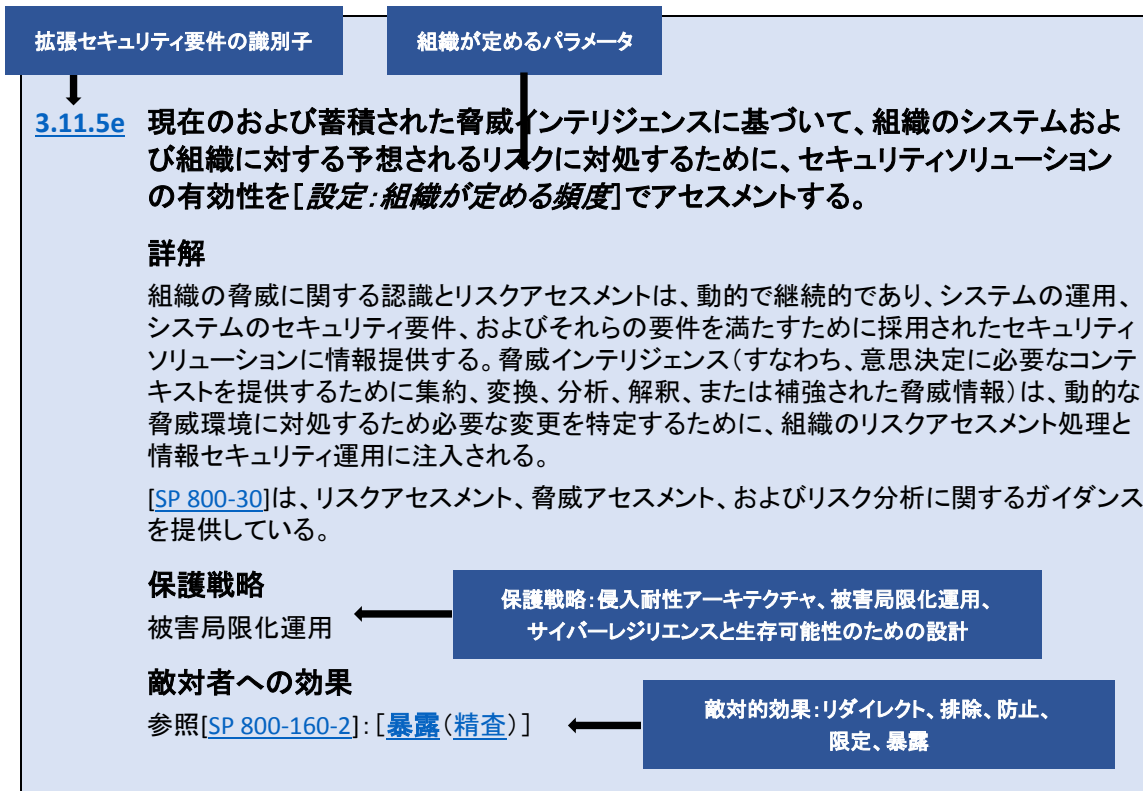 拡張セキュリティ要件の識別子
組織が定めるパラメータ
3.11.5e 現在のおよび蓄積された脅威インテリジェンスに基づいて、組織のシステムおよ
び組織に対する予想されるリスクに対処するために、セキュリティソリューション
の有効性を[設定:組織が定める頻度]でアセスメントする。
詳解
組織の脅威に関する認識とリスクアセスメントは、動的で継続的であり、システムの運用、
システムのセキュリティ要件、およびそれらの要件を満たすために採用されたセキュリティ
ソリューションに情報提供する。脅威インテリジェンス(すなわち、意思決定に必要なコンテ
キストを提供するために集約、変換、分析、解釈、または補強された脅威情報)は、動的な
脅威環境に対処するため必要な変更を特定するために、組織のリスクアセスメント処理と
情報セキュリティ運用に注入される。
[SP 800-30]は、リスクアセスメント、脅威アセスメント、およびリスク分析に関するガイダンス
を提供している。
保護戦略
被害局限化運用
保護戦略:侵入耐性アーキテクチャ、被害局限化運用、
サイバーレジリエンスと生存可能性のための設計
敵対者への効果
参照[SP 800-160-2]:[暴露(精査)]
敵対的効果:リダイレクト、排除、防止、
限定、暴露